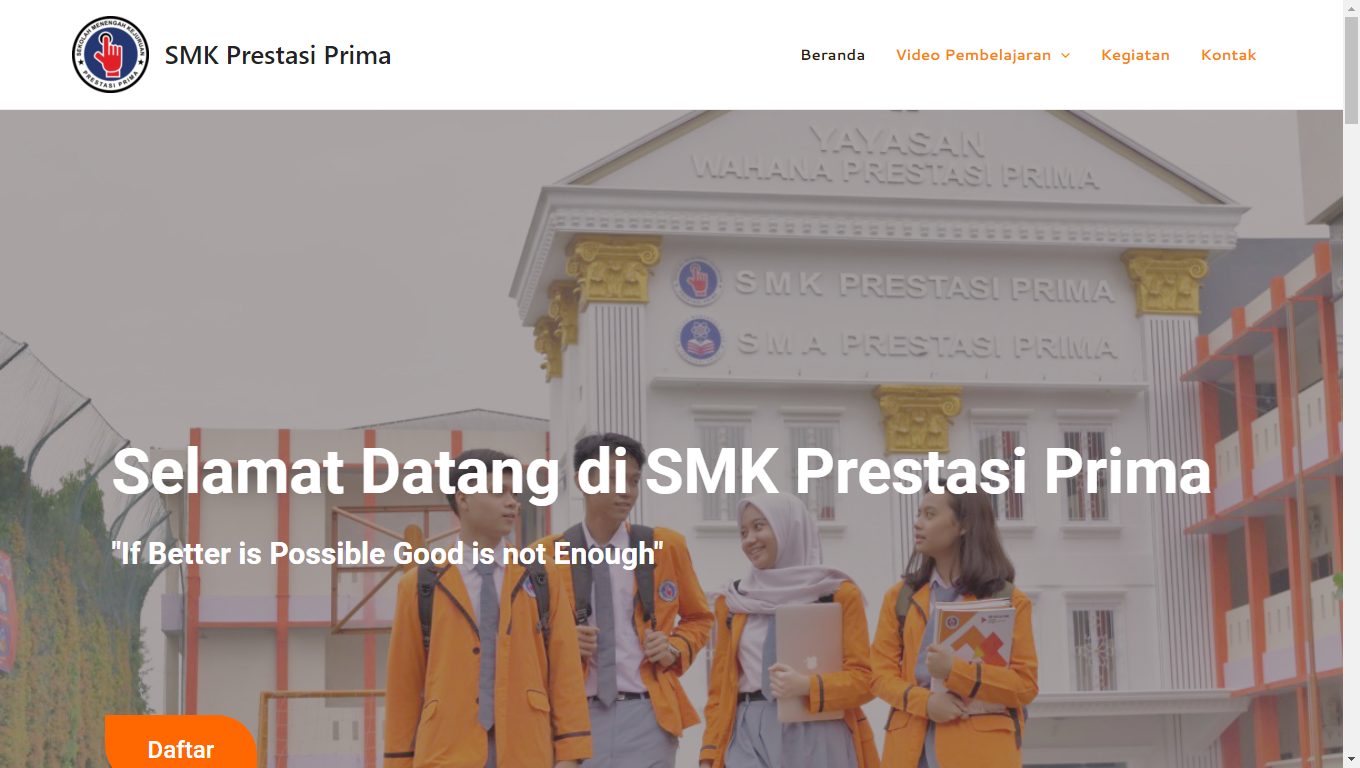 SEKOLAH MENENGAH KEJURUAN
PRESTASI PRIMA
SMK Prestasi Prima
Beranda
Video Pembelajaran
Kegiatan
Kontak
YAYASAN
WAHANA PRESTASI PRIMA
SMK PRESTASI PRIMA
SMA PRESTASI PRIMA
Selamat Datang di SMK Prestasi Prima
"If Better is Possible Good is not Enough"
Daftar